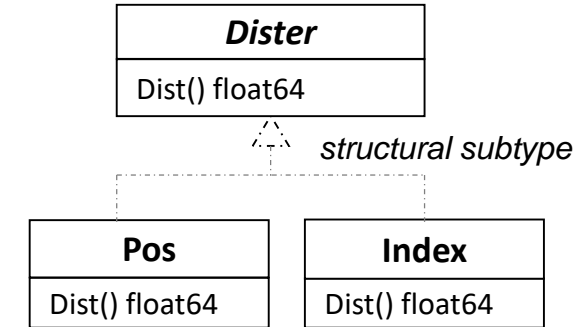 Dister
Dist() float64
structural subtype
Pos
Index
Dist() float64
Dist() float64